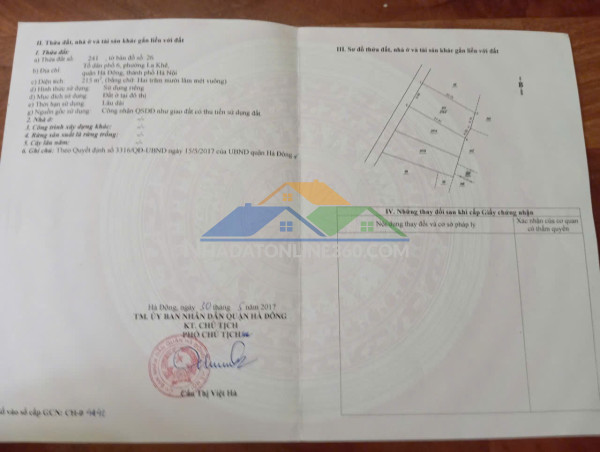 II. Thửa đất, nhà ở và tài sản khác gắn liền với đất
1. Thửa đất:
a) Thửa đất số: 241 , tờ bản đồ số: 26
b) Địa chỉ: Tổ dân phố 6, phường La Khê,
quận Hà Đông, thành phố Hà Nội
c) Diện tích: m², (bằng chữ: Hai trăm mười lăm mét vuông)
d) Hình thức sử dụng: Sử dụng riêng
đ) Mục đích sử dụng: Đất ở tại đô thị
e) Thời hạn sử dụng: Lâu dài
g) Nguồn gốc sử dụng: Công nhận QSDĐ như giao đất có thu tiền sử dụng đất
2. Nhà ở: -/-
3. Công trình xây dựng khác: -/-
4. Rừng sản xuất là rừng trồng: -/-
5. Cây lâu năm: -/-
6. Ghi chú: Theo Quyết định số 3316/QĐ-UBND ngày 15/5/2017 của UBND quận Hà Đông
Hà Đông, ngày 30 tháng 5 năm 2017
TM. ỦY BAN NHÂN DÂN QUẬN HÀ ĐÔNG
KT. CHỦ TỊCH
PHÓ CHỦ TỊCH
Cấn Thị Việt Hà
Số vào sổ cấp GCN: CH-
III. Sơ đồ thửa đất, nhà ở và tài sản khác gắn liền với đất
IV. Những thay đổi sau khi cấp Giấy chứng nhận
Nội dung thay đổi và cơ sở pháp lý
Xác nhận của cơ quan
có thẩm quyền
NHADATONLINE360.COM